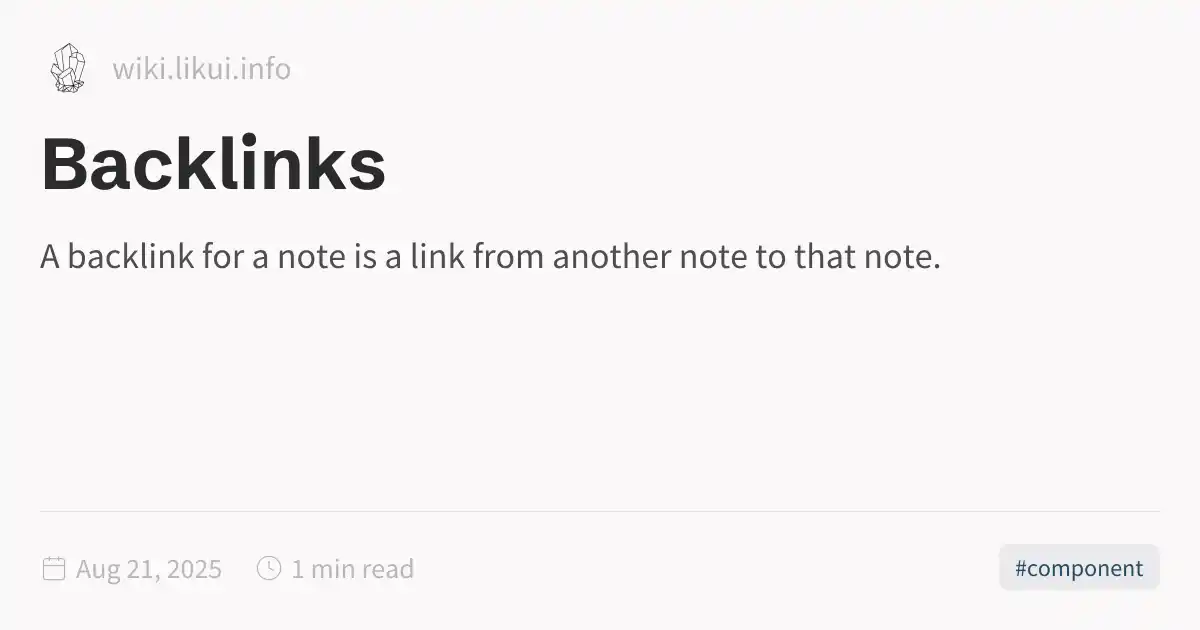 wiki.likui.info
Backlinks
A backlink for a note is a link from another note to that note.
Aug 21, 2025 1 min read #component